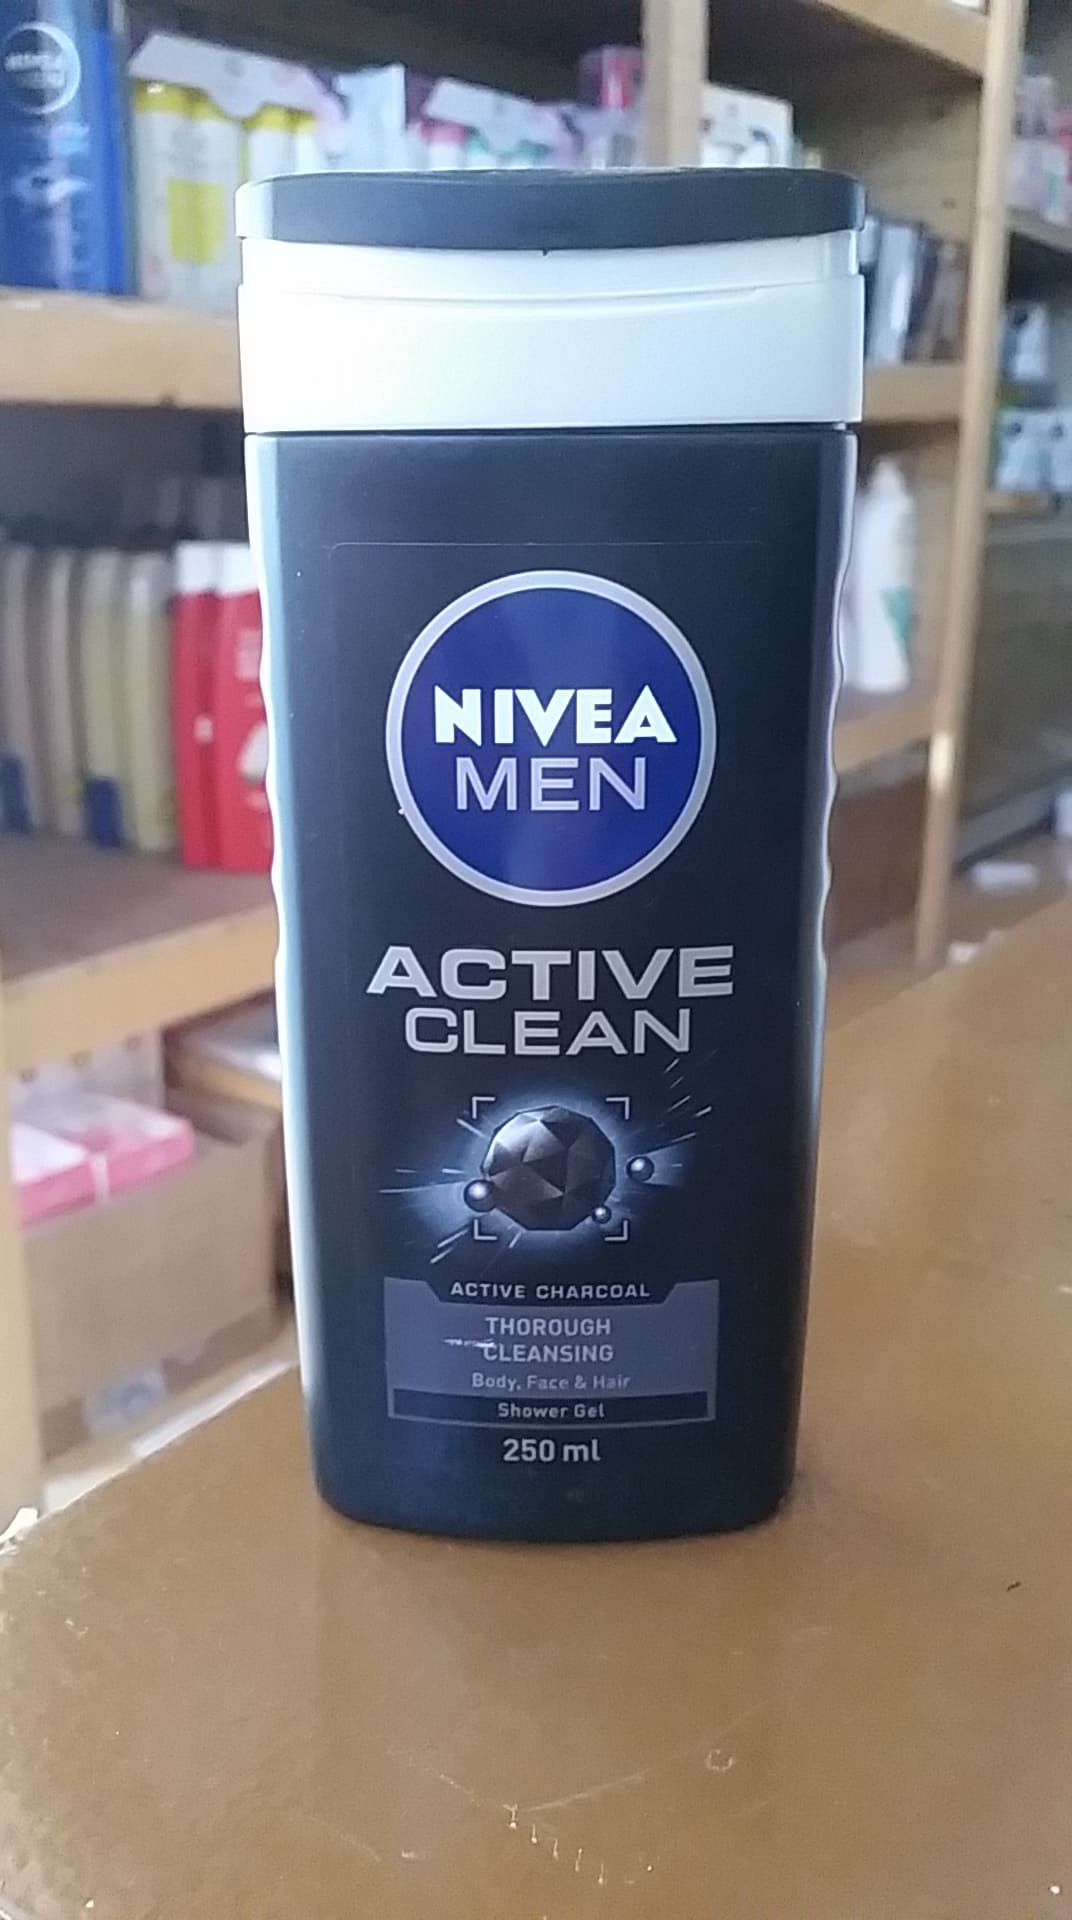 NIVEA
MEN
ACTIVE
CLEAN
ACTIVE CHARCOAL
THOROUGH
CLEANSING
Body, Face & Hair
Shower Gel
250 ml